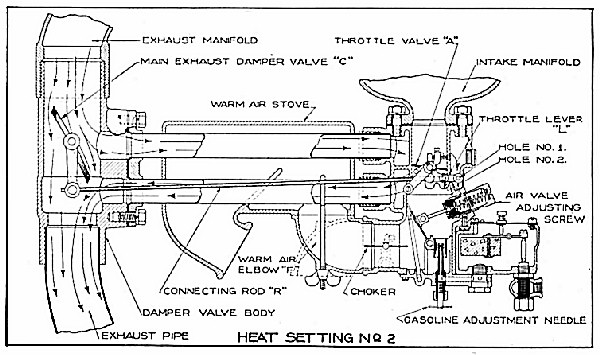 EXHAUST MANIFOLD
MAIN EXHAUST DAMPER VALVE "C"
THROTTLE VALVE "A"
INTAKE MANIFOLD
WARM AIR STOVE
THROTTLE LEVER
"L"
HOLE NO. 1.
HOLE NO. 2.
AIR VALVE
ADJUSTING
SCREW
WARM AIR
ELBOW "F"
CONNECTING ROD "R"
CHOKER
DAMPER VALVE BODY
GASOLINE ADJUSTMENT NEEDLE
EXHAUST PIPE
HEAT SETTING No 2